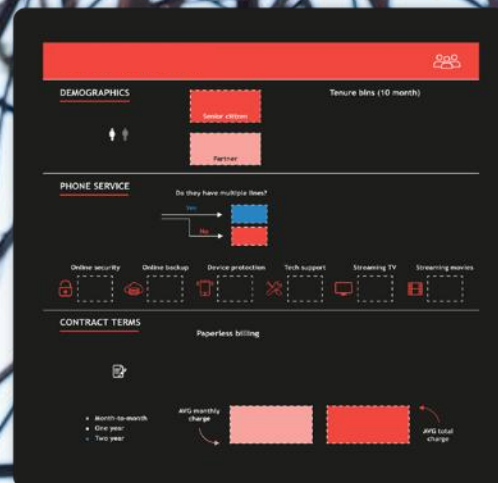 DEMOGRAPHICS
Tenure bins (10 month)
Senior citizen
Partner
PHONE SERVICE
Do they have multiple lines?
Yes
No
Online security
Online backup
Device protection
Tech support
Streaming TV
Streaming movies
CONTRACT TERMS
Paperless billing
Month-to-month
One year
Two year
AVG monthly
charge
AVG total
charge